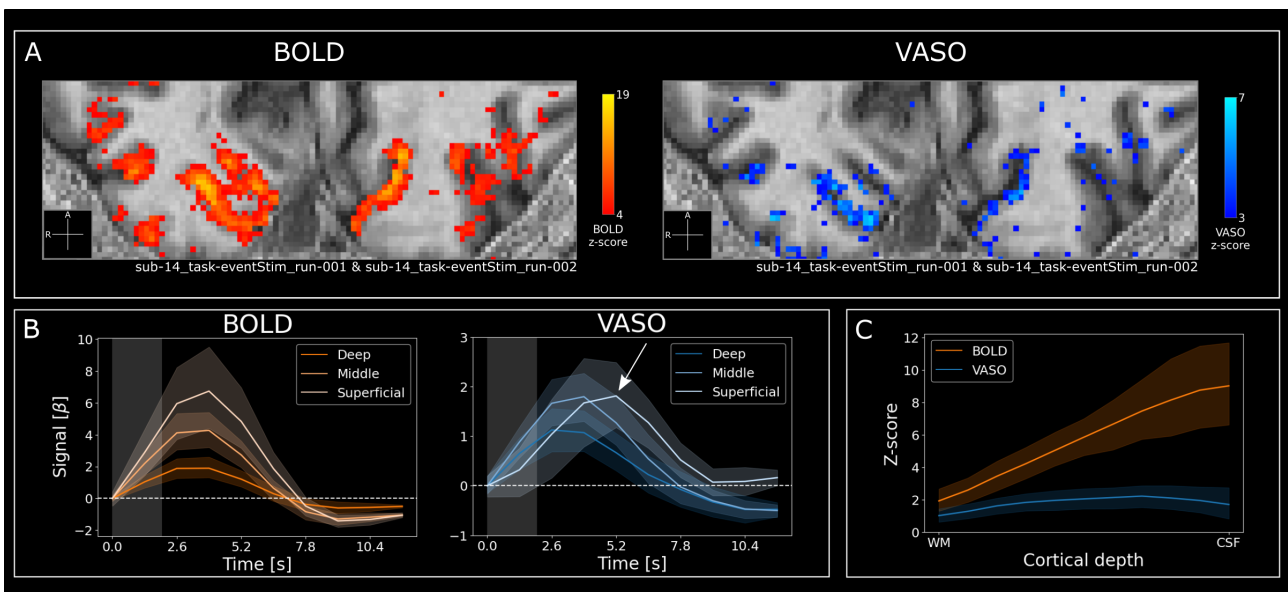 A
BOLD
VASO
19
4
BOLD
z-score
7
3
VASO
z-score
A
R
A
R
sub-14_task-eventStim_run-001 & sub-14_task-eventStim_run-002
sub-14_task-eventStim_run-001 & sub-14_task-eventStim_run-002
B
BOLD
VASO
C
Signal [β]
10
8
6
4
2
0
−2
Deep
Middle
Superficial
0.0
2.6
5.2
7.8
10.4
Time [s]
3
2
1
0
−1
Deep
Middle
Superficial
0.0
2.6
5.2
7.8
10.4
Time [s]
Z-score
12
10
8
6
4
2
0
BOLD
VASO
WM
CSF
Cortical depth